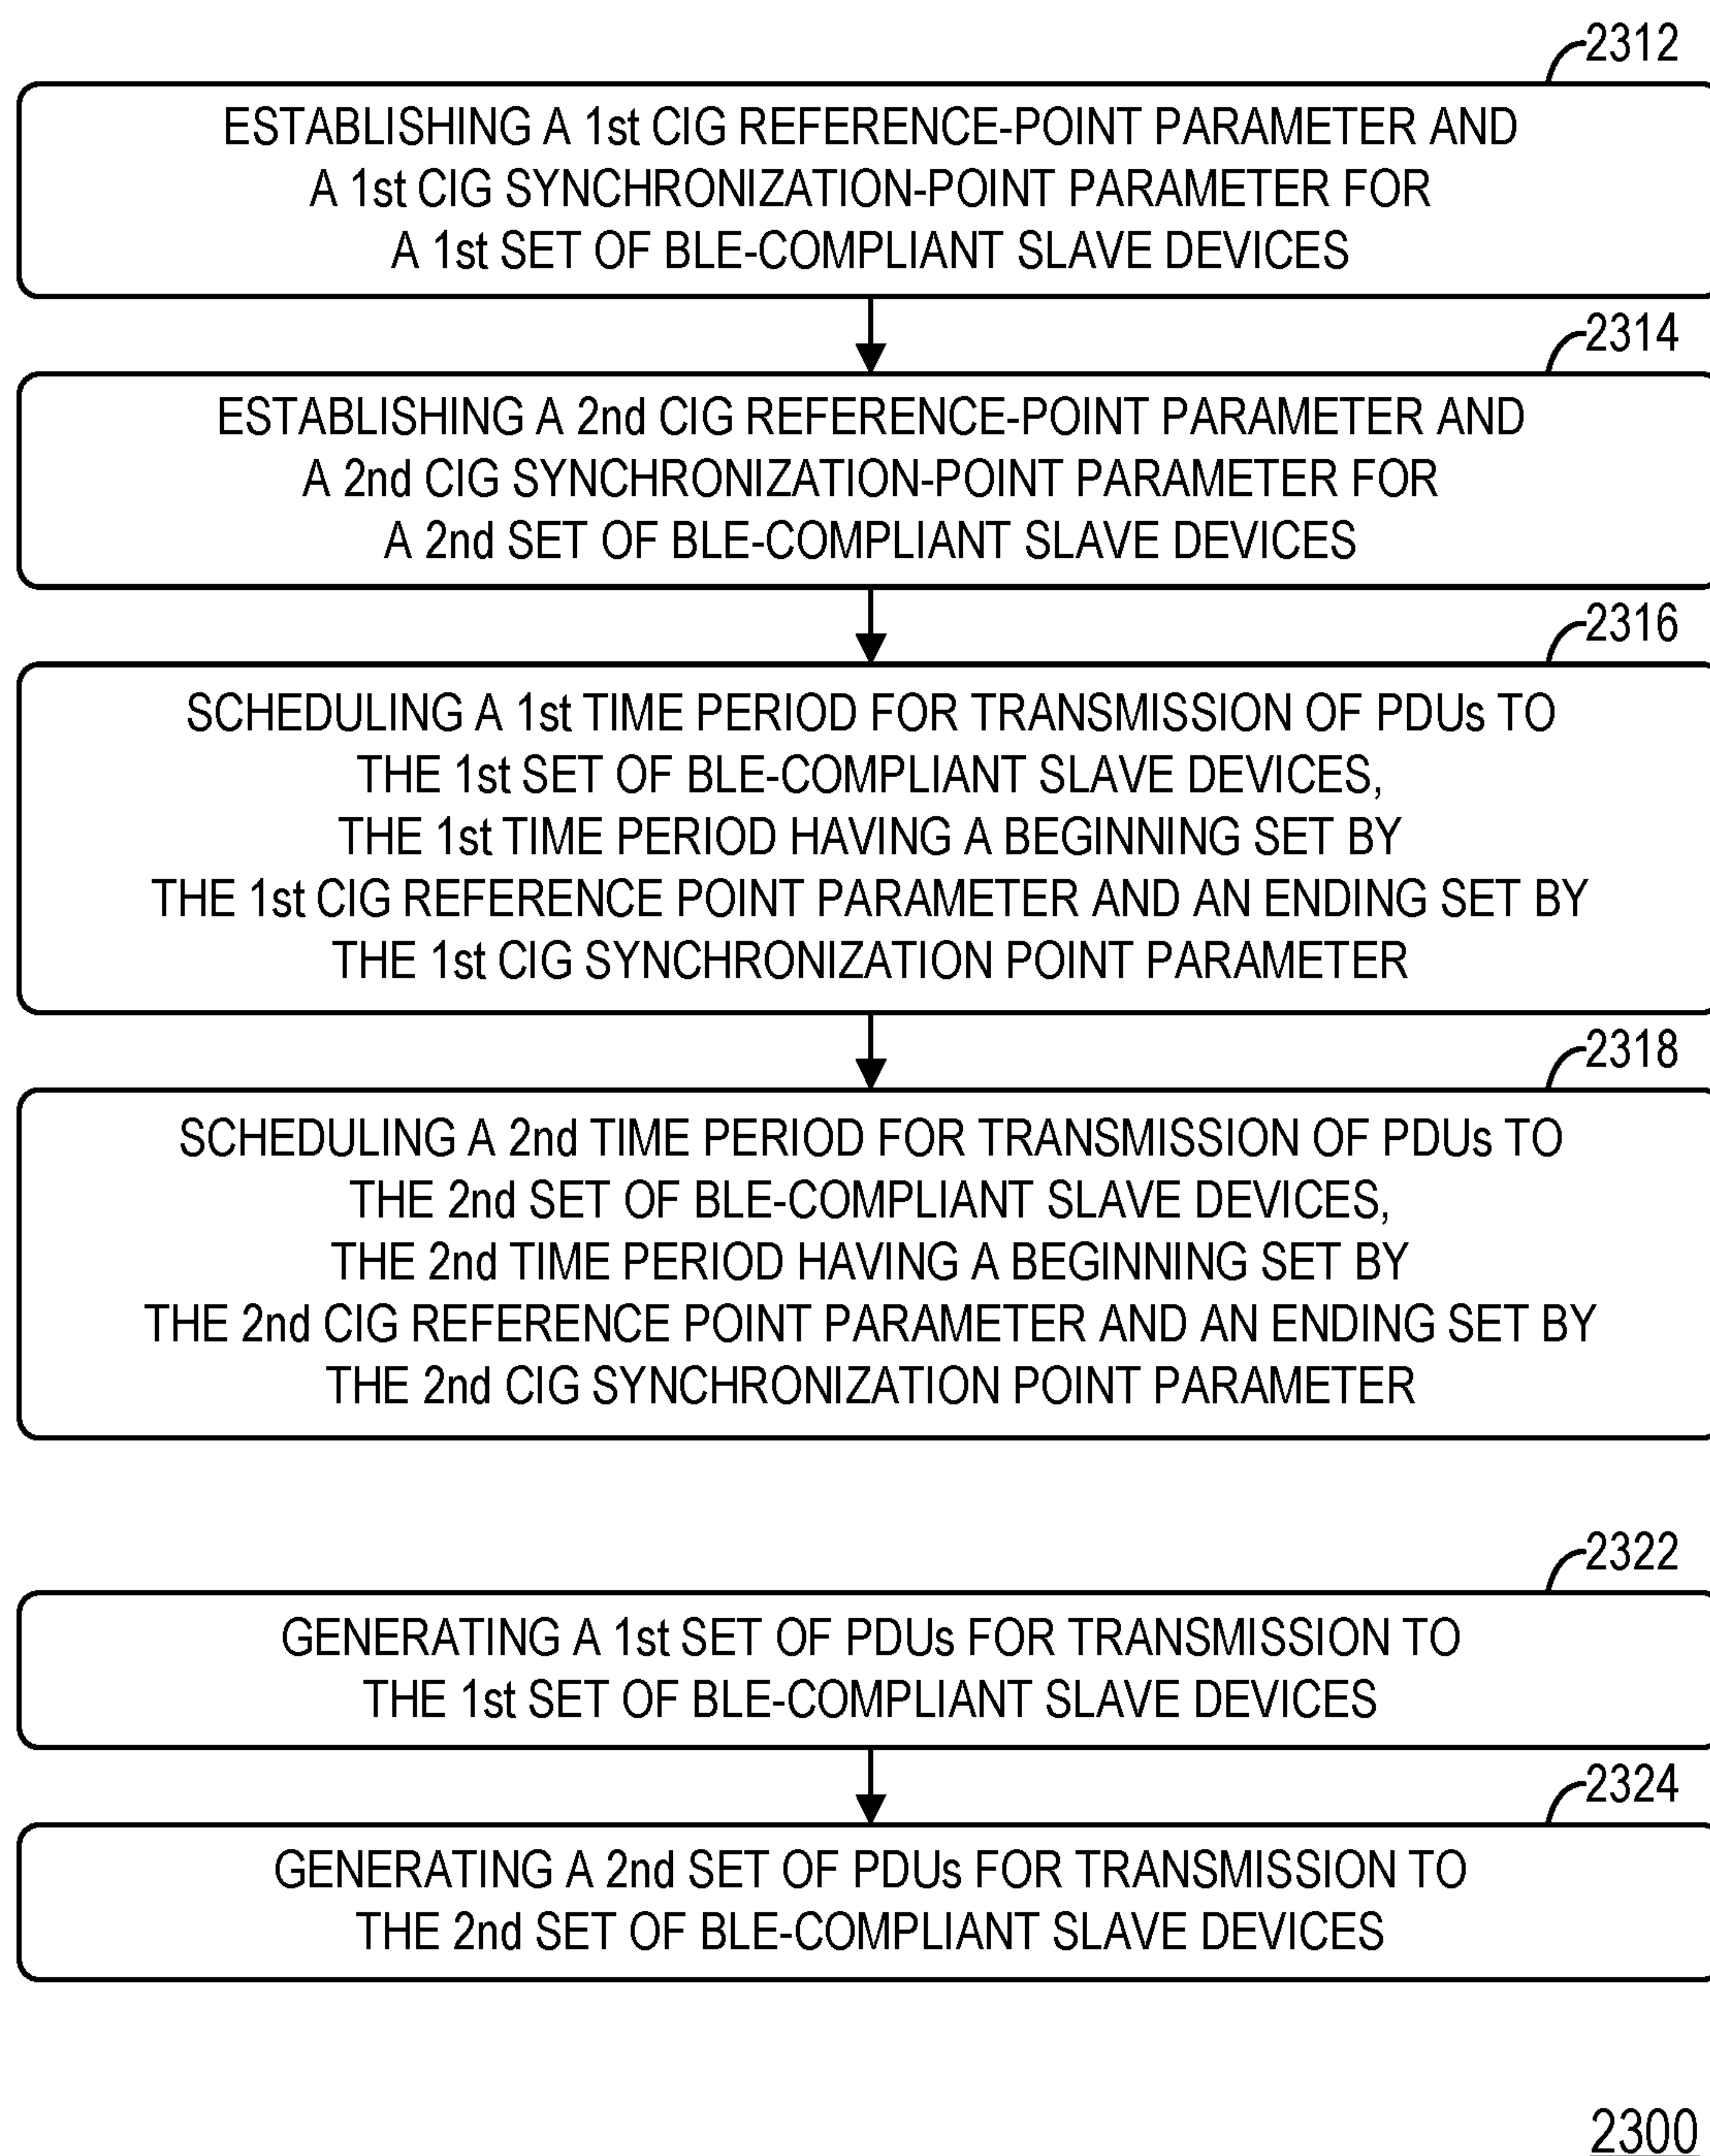 2312
ESTABLISHING A 1st CIG REFERENCE-POINT PARAMETER AND
A 1st CIG SYNCHRONIZATION-POINT PARAMETER FOR
A 1st SET OF BLE-COMPLIANT SLAVE DEVICES
2314
ESTABLISHING A 2nd CIG REFERENCE-POINT PARAMETER AND
A 2nd CIG SYNCHRONIZATION-POINT PARAMETER FOR
A 2nd SET OF BLE-COMPLIANT SLAVE DEVICES
2316
SCHEDULING A 1st TIME PERIOD FOR TRANSMISSION OF PDUs TO
THE 1st SET OF BLE-COMPLIANT SLAVE DEVICES,
THE 1st TIME PERIOD HAVING A BEGINNING SET BY
THE 1st CIG REFERENCE POINT PARAMETER AND AN ENDING SET BY
THE 1st CIG SYNCHRONIZATION POINT PARAMETER
2318
SCHEDULING A 2nd TIME PERIOD FOR TRANSMISSION OF PDUs TO
THE 2nd SET OF BLE-COMPLIANT SLAVE DEVICES,
THE 2nd TIME PERIOD HAVING A BEGINNING SET BY
THE 2nd CIG REFERENCE POINT PARAMETER AND AN ENDING SET BY
THE 2nd CIG SYNCHRONIZATION POINT PARAMETER
2322
GENERATING A 1st SET OF PDUs FOR TRANSMISSION TO
THE 1st SET OF BLE-COMPLIANT SLAVE DEVICES
2324
GENERATING A 2nd SET OF PDUs FOR TRANSMISSION TO
THE 2nd SET OF BLE-COMPLIANT SLAVE DEVICES
2300